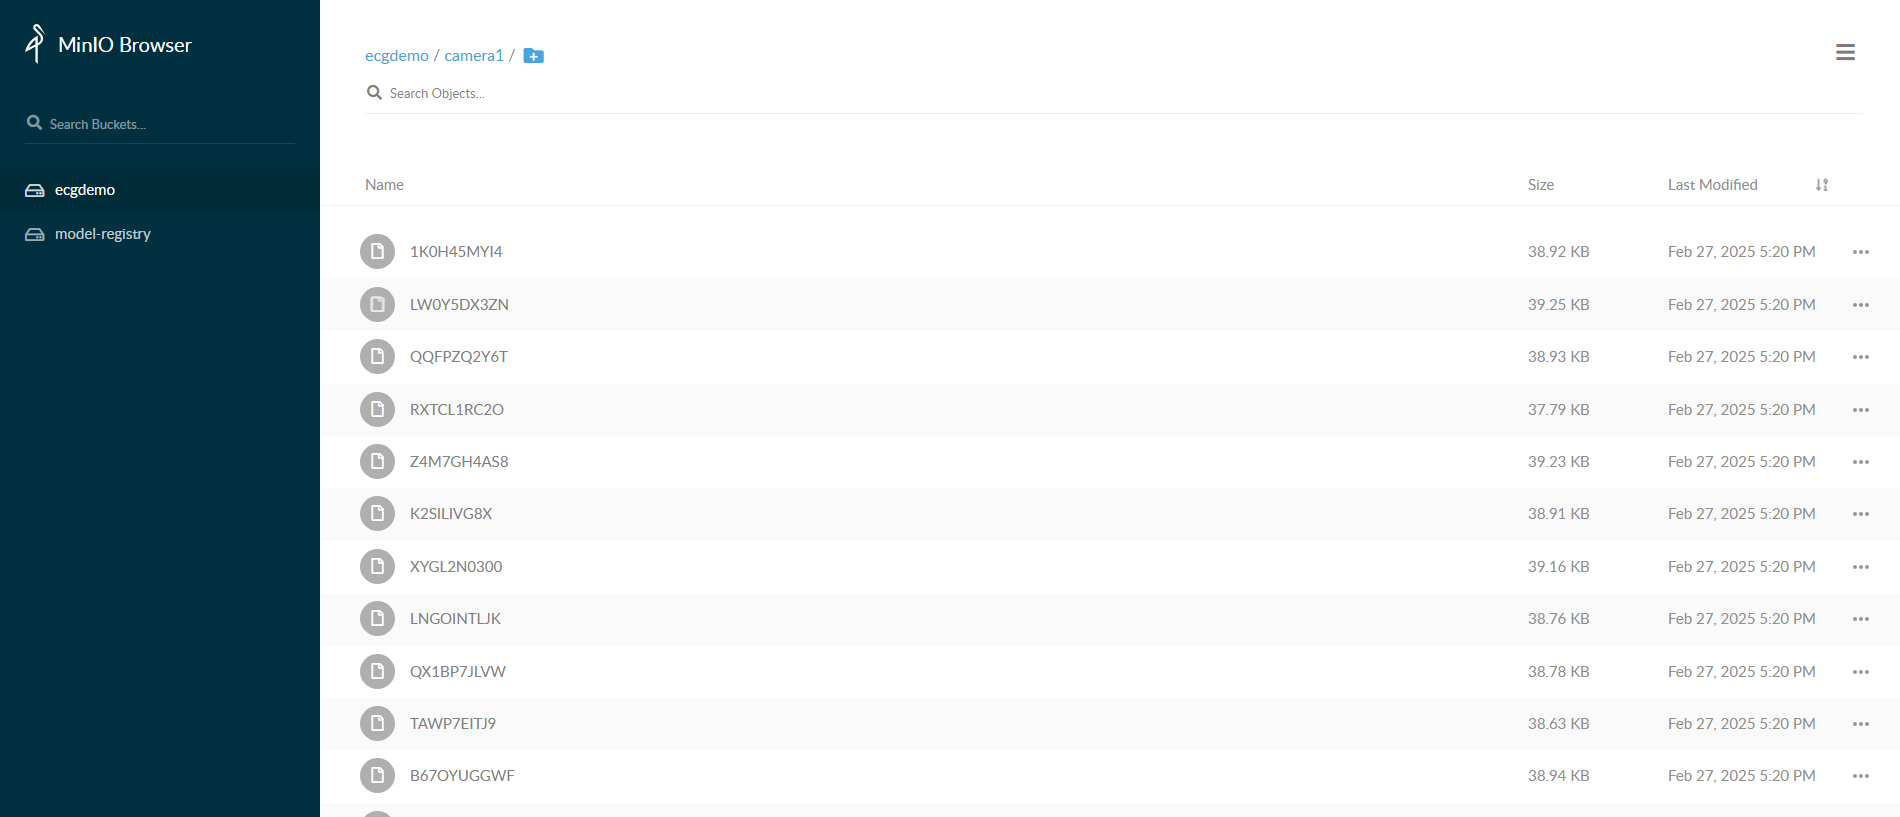 MinIO Browser
Search Buckets...
ecgdemo
model-registry
ecgdemo / camera1 /
Search Objects...
Name Size Last Modified
1K0H45MYI4 38.92 KB Feb 27, 2025 5:20 PM
LW0Y5DX3ZN 39.25 KB Feb 27, 2025 5:20 PM
QQFPZQ2Y6T 38.93 KB Feb 27, 2025 5:20 PM
RXTCL1RC2O 37.79 KB Feb 27, 2025 5:20 PM
Z4M7GH4AS8 39.23 KB Feb 27, 2025 5:20 PM
K2SILIVG8X 38.91 KB Feb 27, 2025 5:20 PM
XYGL2N0300 39.16 KB Feb 27, 2025 5:20 PM
LNGOINTLJK 38.76 KB Feb 27, 2025 5:20 PM
QX1BP7JLVW 38.78 KB Feb 27, 2025 5:20 PM
TAWP7EITJ9 38.63 KB Feb 27, 2025 5:20 PM
B67OYUGGWF 38.94 KB Feb 27, 2025 5:20 PM